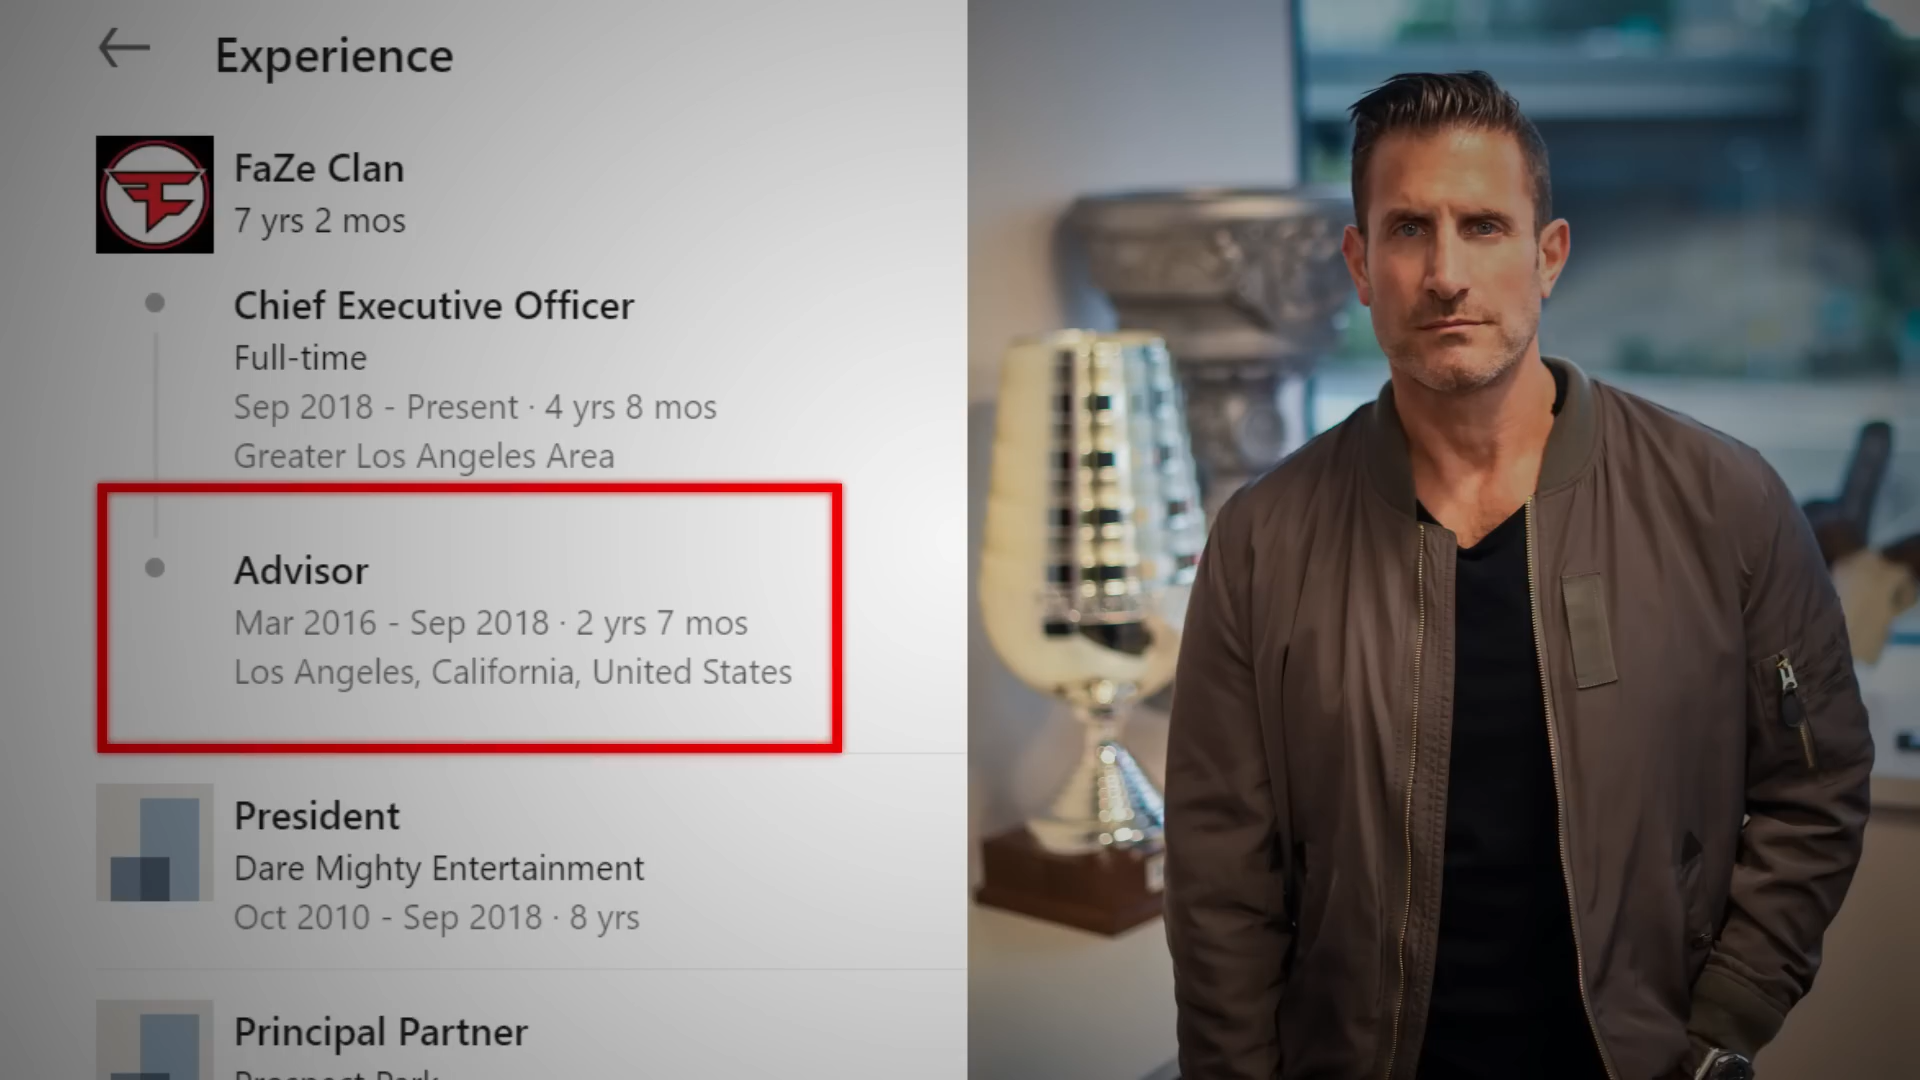 Experience
FaZe Clan
7 yrs 2 mos
Chief Executive Officer
Full-time
Sep 2018 - Present · 4 yrs 8 mos
Greater Los Angeles Area
Advisor
Mar 2016 - Sep 2018 · 2 yrs 7 mos
Los Angeles, California, United States
President
Dare Mighty Entertainment
Oct 2010 - Sep 2018 · 8 yrs
Principal Partner
Prospect Park